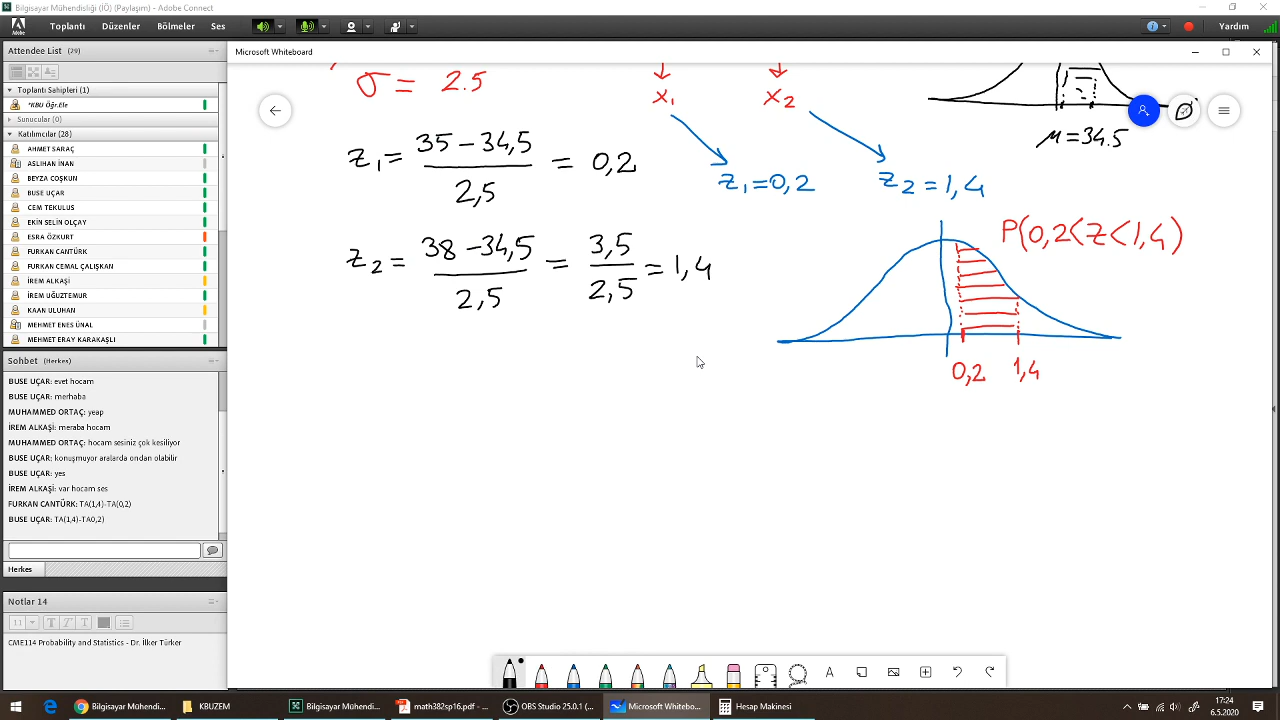 Bilgisayar Mühendisliği (İÖ) (Paylaşım) - Adobe Connect
Toplantı Düzenler Bölmeler Ses Yardım
Attendee List (29)
Toplantı Sahipleri (1)
*KBU Öğr.Ele
Sunucular (0)
Katılımcılar (28)
AHMET SARAÇ
ASLIHAN İNAN
BEYZA COŞKUN
BUSE UÇAR
CEM TEKULUS
EKİN SELİN OLÇAY
ESRA ÖZKURT
FURKAN CANTÜRK
FURKAN CEMAL ÇALIŞKAN
İREM ALKAŞİ
İREM UĞUZTEMUR
KAAN ULUHAN
MEHMET ENES ÜNAL
MEHMET ERAY KARAKAŞLI
Sohbet (Herkes)
BUSE UÇAR: evet hocam
BUSE UÇAR: merhaba
MUHAMMED ORTAÇ: yeap
İREM ALKAŞİ: meraba hocam
MUHAMMED ORTAÇ: hocam sesiniz çok kesiliyor
BUSE UÇAR: konuşmuyor aralarda ondan olabilir
BUSE UÇAR: yes
İREM ALKAŞİ: var hocam ses
FURKAN CANTÜRK: TA(1,4)-TA(0,2)
BUSE UÇAR: TA(1,4)-TA0,2)
Herkes
Notlar 14
11
CME114 Probability and Statistics - Dr. İlker Türker
Microsoft Whiteboard
σ = 2.5
x₁ x₂
μ = 34.5
z₁ = 35 – 34,5 / 2,5 = 0,2
z₁ = 0,2 z₂ = 1,4
z₂ = 38 – 34,5 / 2,5 = 3,5 / 2,5 = 1,4
P(0,2 < z < 1,4)
0,2 1,4
A
Bilgisayar Mühendi... KBUZEM Bilgisayar Mühendi... math382sp16.pdf - ... OBS Studio 25.0.1 (... Microsoft Whitebo... Hesap Makinesi
17:24
6.5.2020